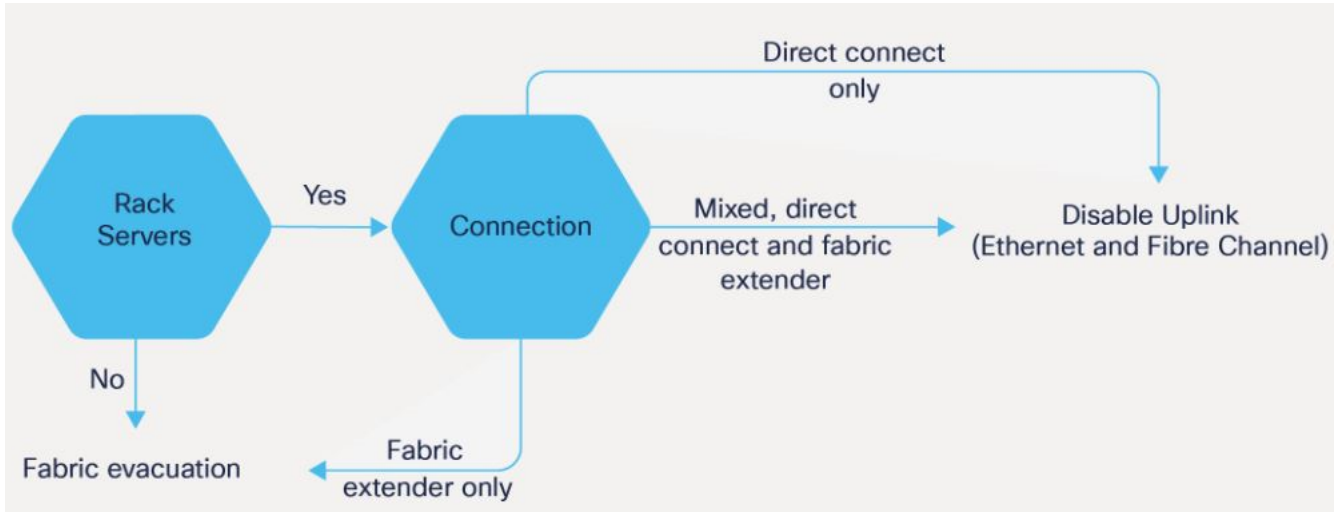 Direct connect
only
Rack
Servers
Yes
Connection
Mixed, direct
connect and fabric
extender
Disable Uplink
(Ethernet and Fibre Channel)
No
Fabric evacuation
Fabric
extender only